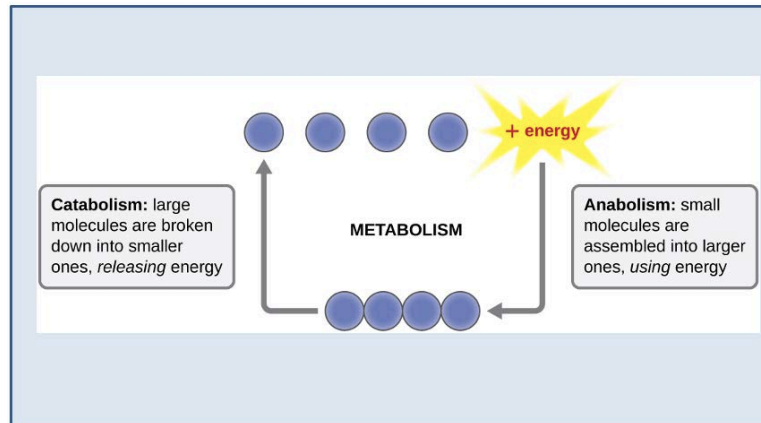 + energy
Catabolism: large
molecules are broken
down into smaller
ones, releasing energy
METABOLISM
Anabolism: small
molecules are
assembled into larger
ones, using energy